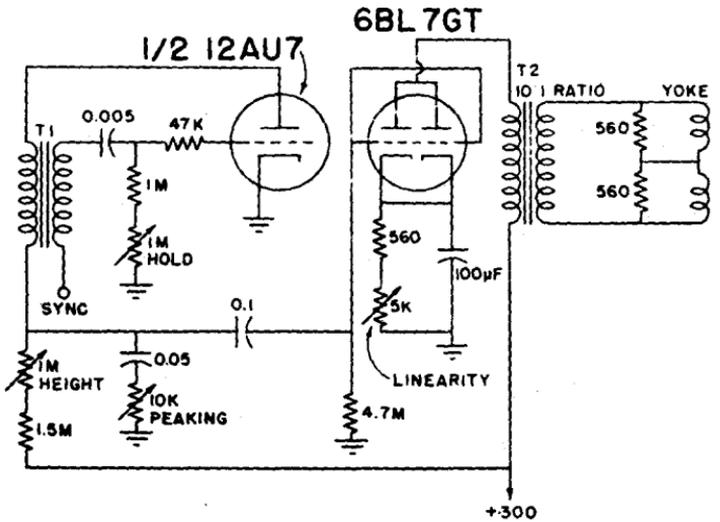 6BL7GT
1/2 12AU7
T2
10:1 RATIO
YOKE
0.005
T1
47K
560
560
1M
1M
HOLD
560
100µF
SYNC
0.1
5K
1M
HEIGHT
0.05
10K
PEAKING
LINEARITY
1.5M
4.7M
+300